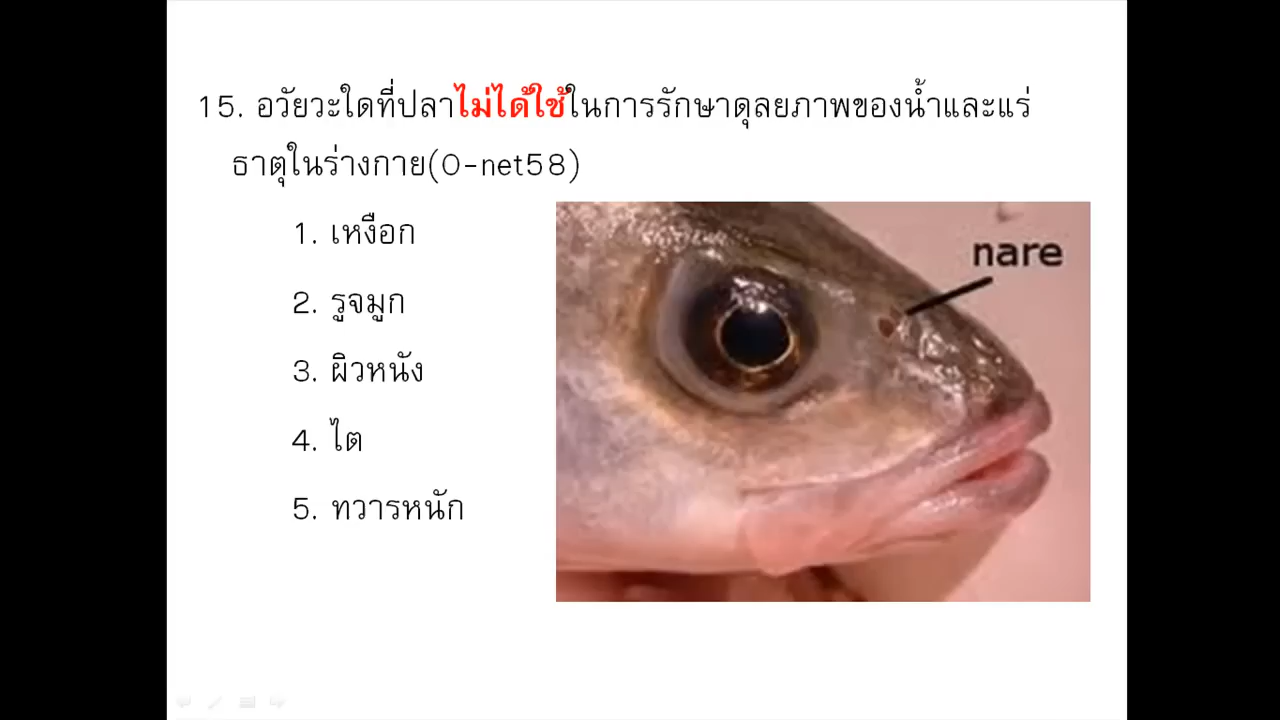 15. อวัยวะใดที่ปลาไม่ได้ใช้ในการรักษาดุลยภาพของน้ำและแร่
ธาตุในร่างกาย(O-net58)
1. เหงือก
2. รูจมูก
3. ผิวหนัง
4. ไต
5. ทวารหนัก
nare